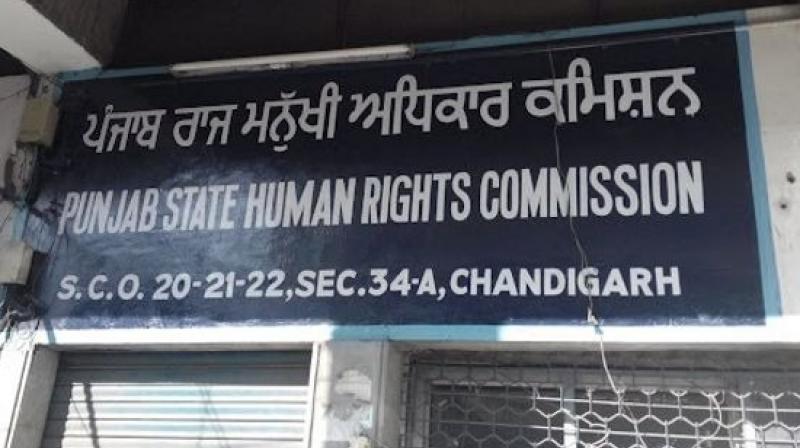 ਪੰਜਾਬ ਰਾਜ ਮਨੁੱਖੀ ਅਧਿਕਾਰ ਕਮਿਸ਼ਨ
PUNJAB STATE HUMAN RIGHTS COMMISSION
S.C.O. 20-21-22, SEC.34-A, CHANDIGARH